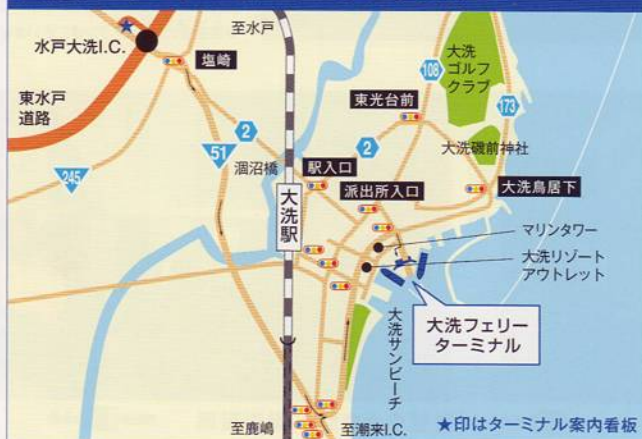 至水戸
水戸大洗I.C.
塩崎
大洗
ゴルフ
クラブ
108
東水戸
道路
東光台前
173
2
51
2
大洗磯前神社
涸沼橋
駅入口
245
派出所入口
大洗鳥居下
大洗駅
マリンタワー
大洗リゾート
アウトレット
大洗フェリー
ターミナル
大洗サンビーチ
至鹿嶋
至潮来I.C.
★印はターミナル案内看板